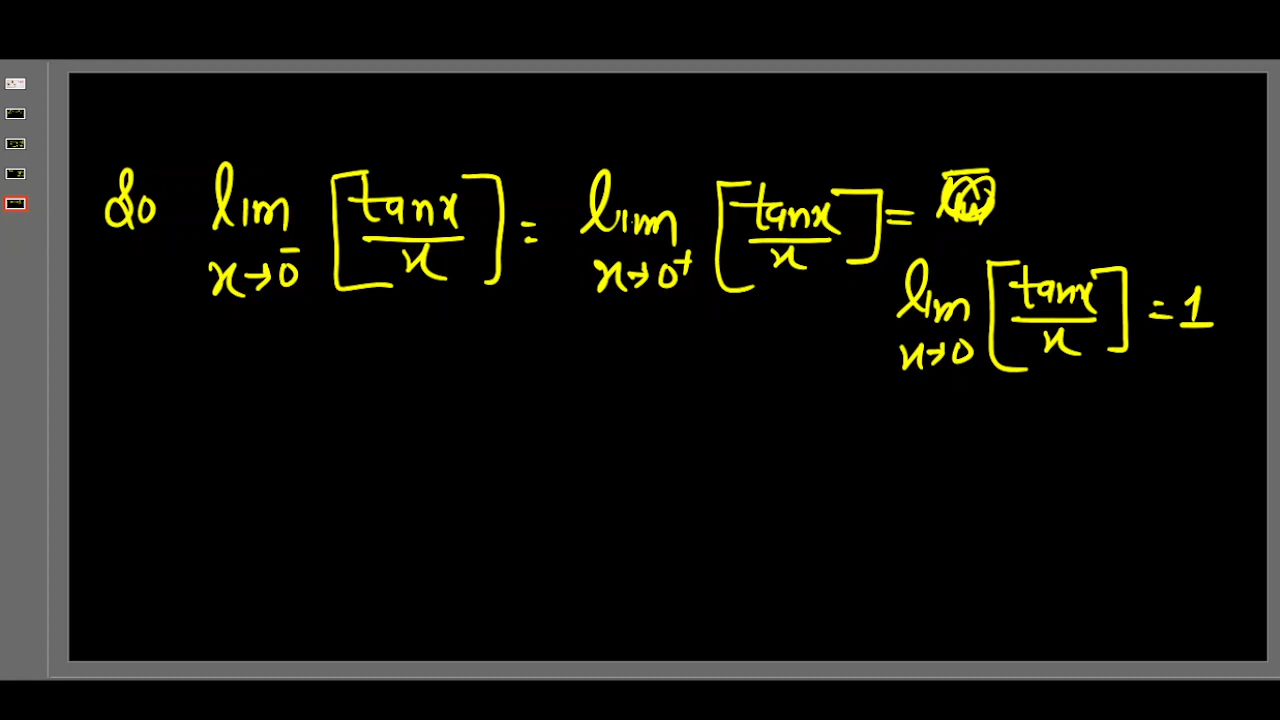 So lim x→0⁻ [tanx/x] = lim x→0⁺ [tanx/x] =
lim x→0 [tanx/x] = 1